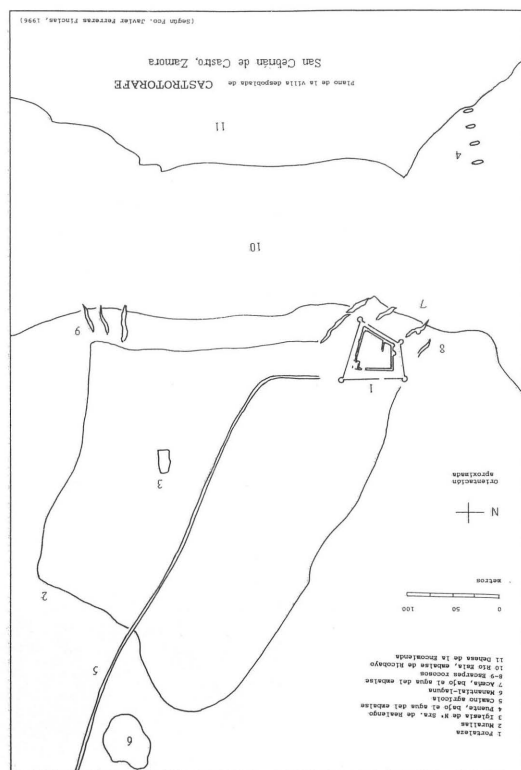 1 Fortaleza
2 Murallas
3 Iglesia de Nª Sra. de Realengo
4 Puente, bajo el agua del embalse
5 Camino agrícola
6 Manantial-laguna
7 Aceña, bajo el agua del embalse
8-9 Escarpes rocosos
10 Río Esla, embalse de Ricobayo
11 Dehesa de la Encomienda
6
5
0 50 100
metros
2
N
Orientación
aproximada
3
1
8
9
7
10
4
11
Plano de la villa despoblada de CASTROTORAFE
San Cebrián de Castro, Zamora
(Según Fco. Javier Ferreras Fincias, 1996)